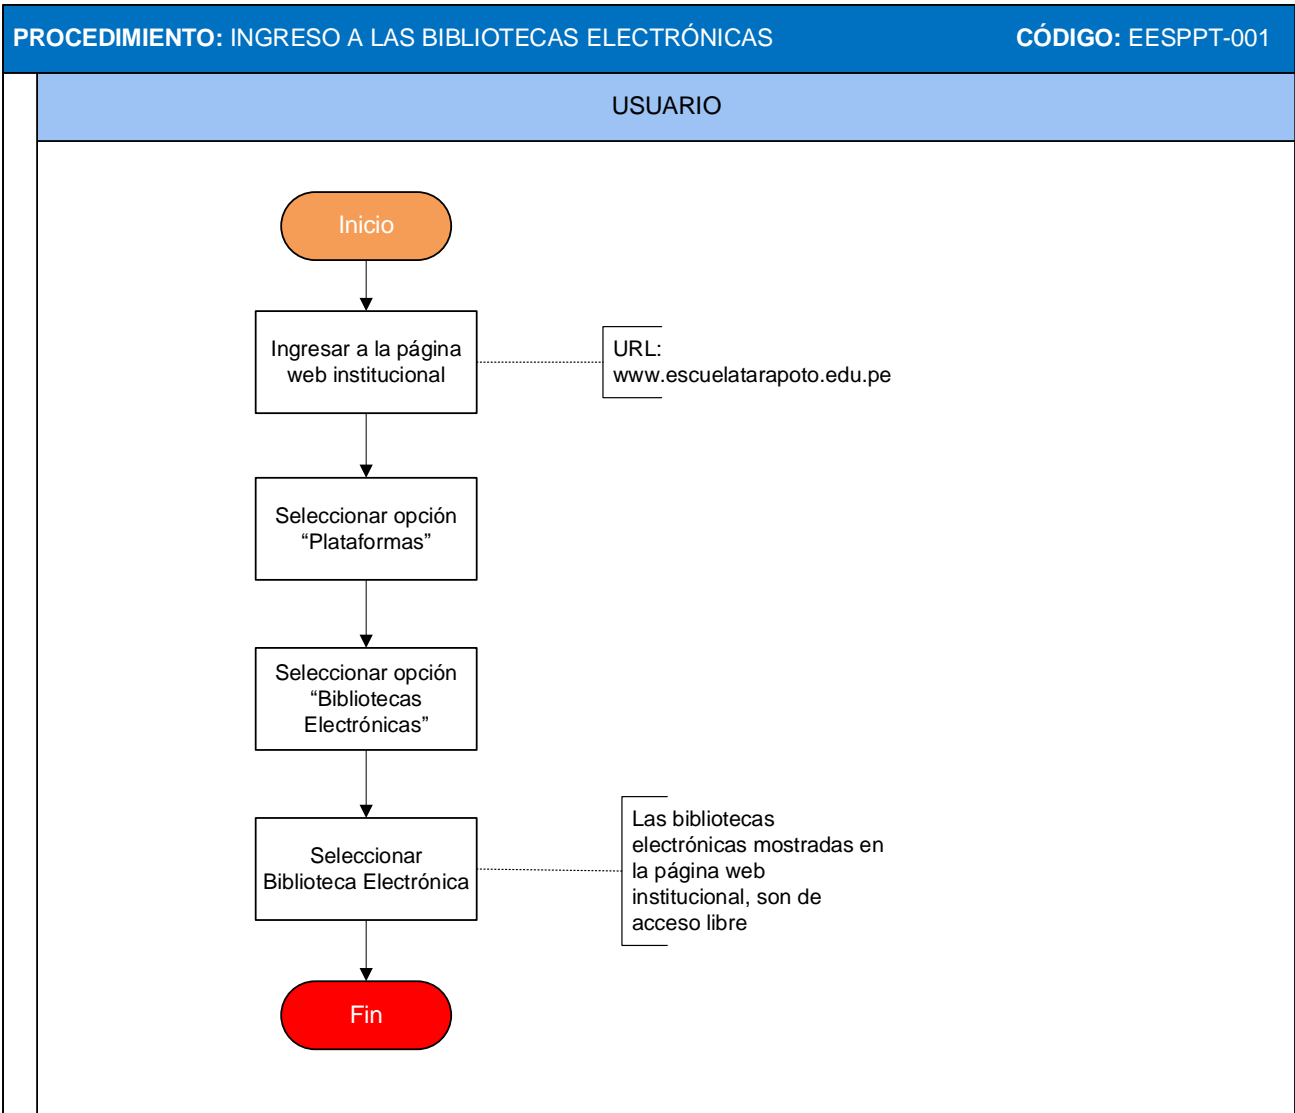 PROCEDIMIENTO: INGRESO A LAS BIBLIOTECAS ELECTRÓNICAS CÓDIGO: EESPPT-001
USUARIO
Inicio
Ingresar a la página
web institucional
URL:
www.escuelatarapoto.edu.pe
Seleccionar opción
“Plataformas”
Seleccionar opción
“Bibliotecas
Electrónicas”
Seleccionar
Biblioteca Electrónica
Las bibliotecas
electrónicas mostradas en
la página web
institucional, son de
acceso libre
Fin